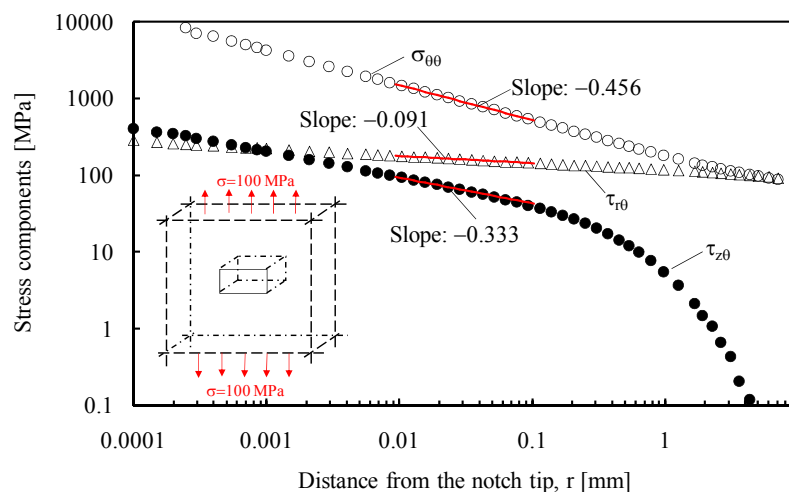 10000
1000
100
10
1
0.1
Stress components [MPa]
σθθ
Slope: −0.456
Slope: −0.091
τrθ
Slope: −0.333
τzθ
σ=100 MPa
σ=100 MPa
0.0001
0.001
0.01
0.1
1
Distance from the notch tip, r [mm]